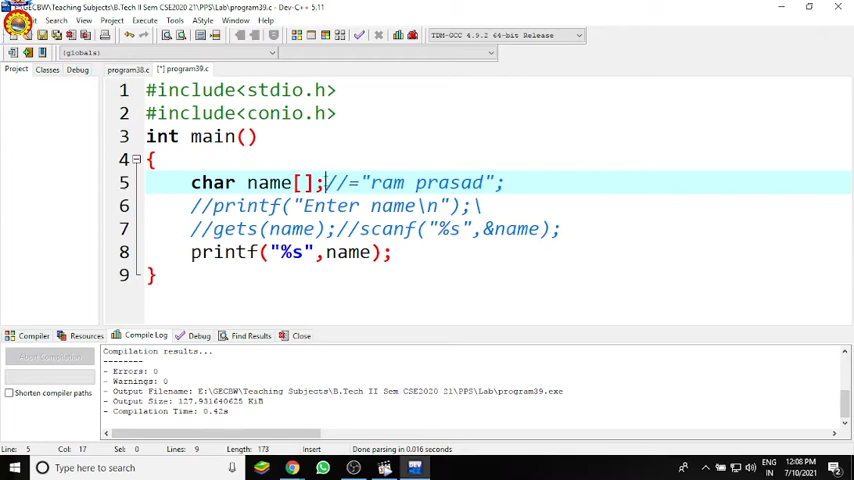 E:\GECBW\Teaching Subjects\B.Tech II Sem CSE2020 21\PPS\Lab\program39.c - Dev-C++ 5.11
Search View Project Execute Tools AStyle Window Help
TDM-GCC 4.9.2 64-bit Release
(globals)
Project Classes Debug program38.c [*] program39.c
1 #include<stdio.h>
2 #include<conio.h>
3 int main()
4 {
5 char name[];//="ram prasad";
6 //printf("Enter name\n");\
7 //gets(name);//scanf("%s",&name);
8 printf("%s",name);
9 }
Compiler Resources Compile Log Debug Find Results Close
Abort Compilation
Shorten compiler paths
Compilation results...
--------
- Errors: 0
- Warnings: 0
- Output Filename: E:\GECBW\Teaching Subjects\B.Tech II Sem CSE2020 21\PPS\Lab\program39.exe
- Output Size: 127.931640625 KiB
- Compilation Time: 0.42s
Line: 5 Col: 17 Sel: 0 Lines: 9 Length: 173 Insert Done parsing in 0.016 seconds
Type here to search
DEV
ENG
IN
12:08 PM
7/10/2021